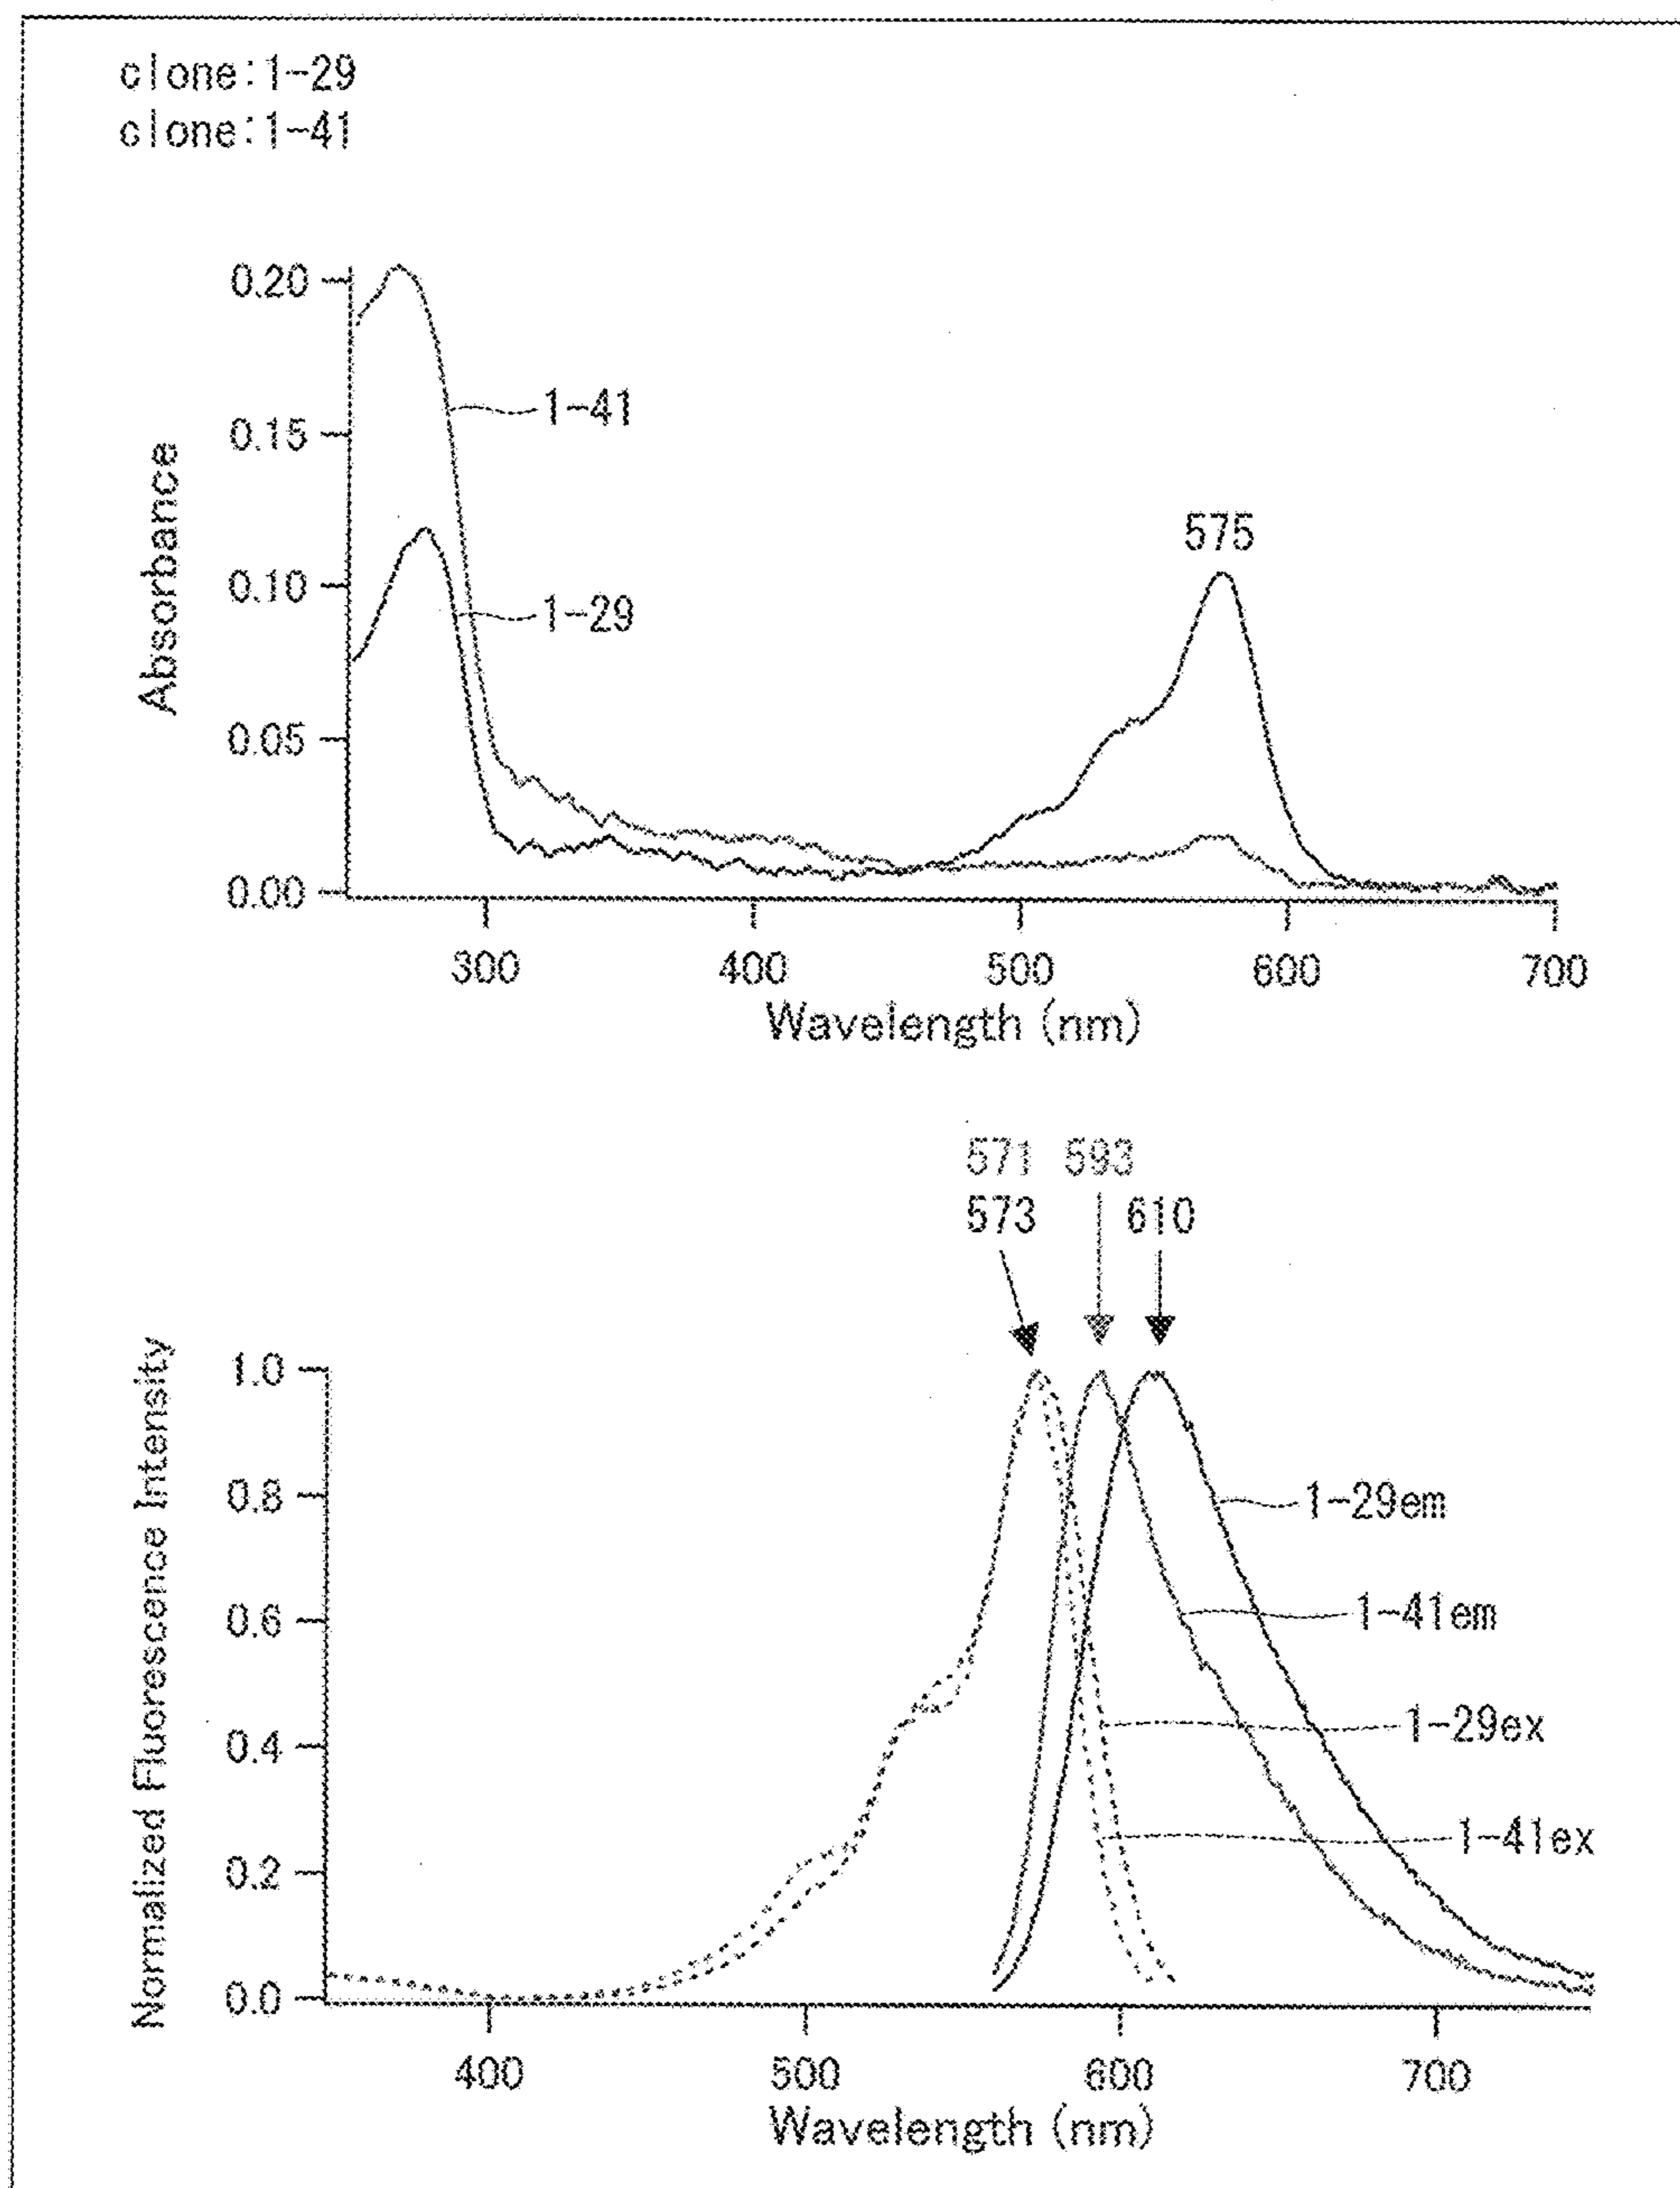 clone:1-29
clone:1-41
Absorbance
0.20
0.15
0.10
0.05
0.00
1-41
1-29
575
300
400
500
600
700
Wavelength (nm)
571 593
573 610
Normalized Fluorescence Intensity
1.0
0.8
0.6
0.4
0.2
0.0
1-29em
1-41em
1-29ex
1-41ex
400
500
600
700
Wavelength (nm)